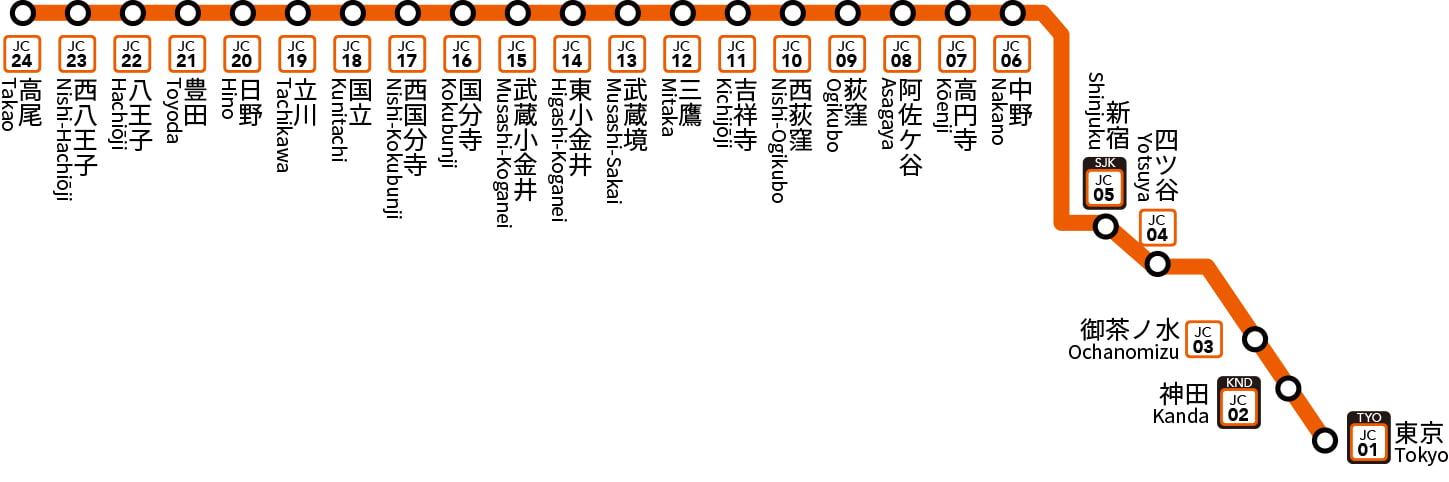 JC
24
高尾
Takao
JC
23
西八王子
Nishi-Hachiōji
JC
22
八王子
Hachiōji
JC
21
豊田
Toyoda
JC
20
日野
Hino
JC
19
立川
Tachikawa
JC
18
国立
Kunitachi
JC
17
西国分寺
Nishi-Kokubunji
JC
16
国分寺
Kokubunji
JC
15
武蔵小金井
Musashi-Koganei
JC
14
東小金井
Higashi-Koganei
JC
13
武蔵境
Musashi-Sakai
JC
12
三鷹
Mitaka
JC
11
吉祥寺
Kichijōji
JC
10
西荻窪
Nishi-Ogikubo
JC
09
荻窪
Ogikubo
JC
08
阿佐ケ谷
Asagaya
JC
07
高円寺
Kōenji
JC
06
中野
Nakano
新宿
Shinjuku
SJK
JC
05
四ツ谷
Yotsuya
JC
04
御茶ノ水
Ochanomizu
JC
03
神田
Kanda
KND
JC
02
TYO
JC
01
東京
Tokyo